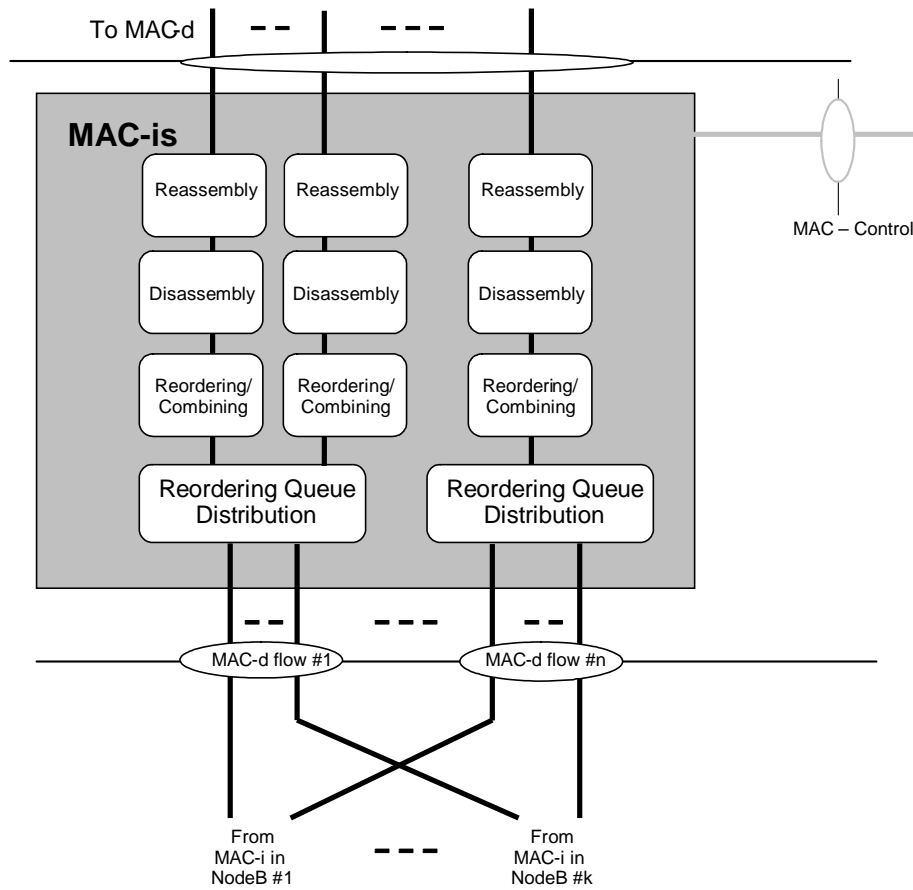 To MAC-d
MAC-is
Reassembly
Reassembly
Reassembly
MAC – Control
Disassembly
Disassembly
Disassembly
Reordering/
Combining
Reordering/
Combining
Reordering/
Combining
Reordering Queue
Distribution
Reordering Queue
Distribution
MAC-d flow #1
MAC-d flow #n
From
MAC-i in
NodeB #1
From
MAC-i in
NodeB #k